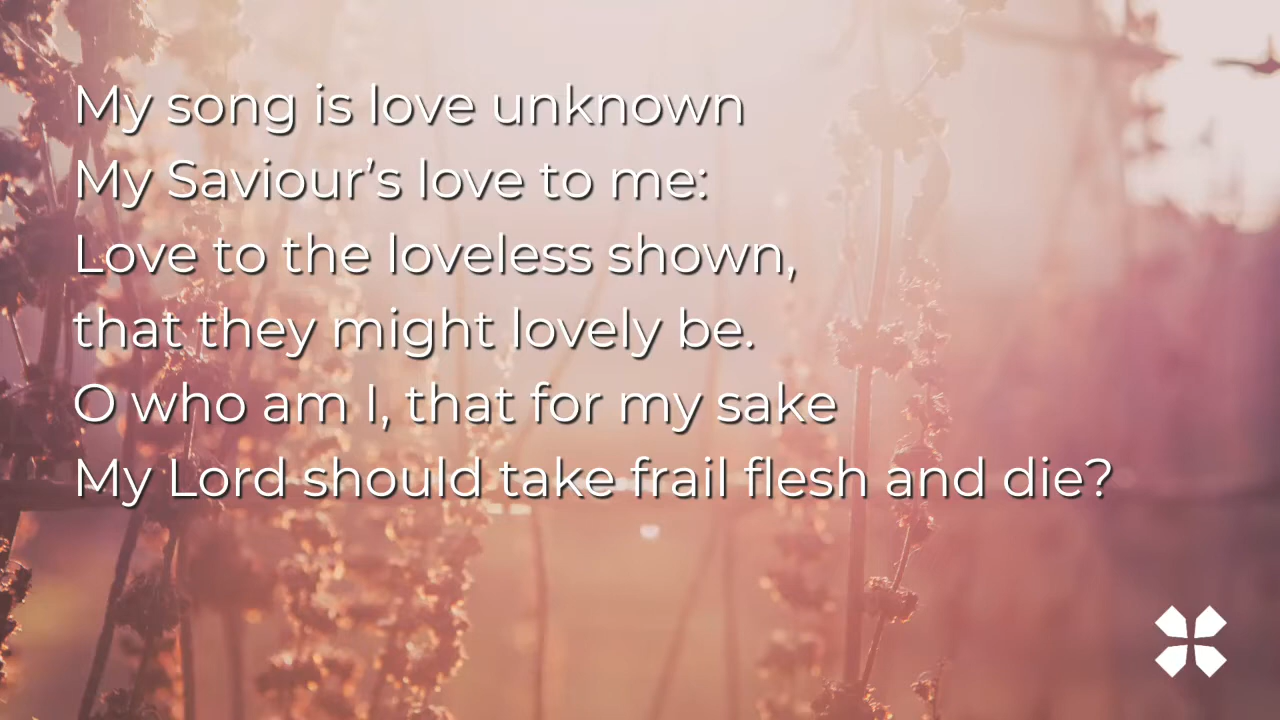 My song is love unknown
My Saviour’s love to me:
Love to the loveless shown,
that they might lovely be.
O who am I, that for my sake
My Lord should take frail flesh and die?